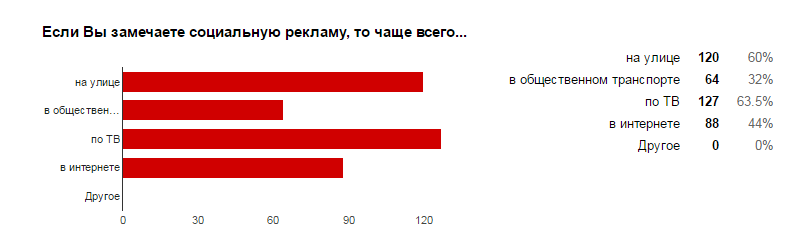 Если Вы замечаете социальную рекламу, то чаще всего...
на улице
в обществен...
по ТВ
в интернете
Другое
0 30 60 90 120
на улице 120 60%
в общественном транспорте 64 32%
по ТВ 127 63.5%
в интернете 88 44%
Другое 0 0%